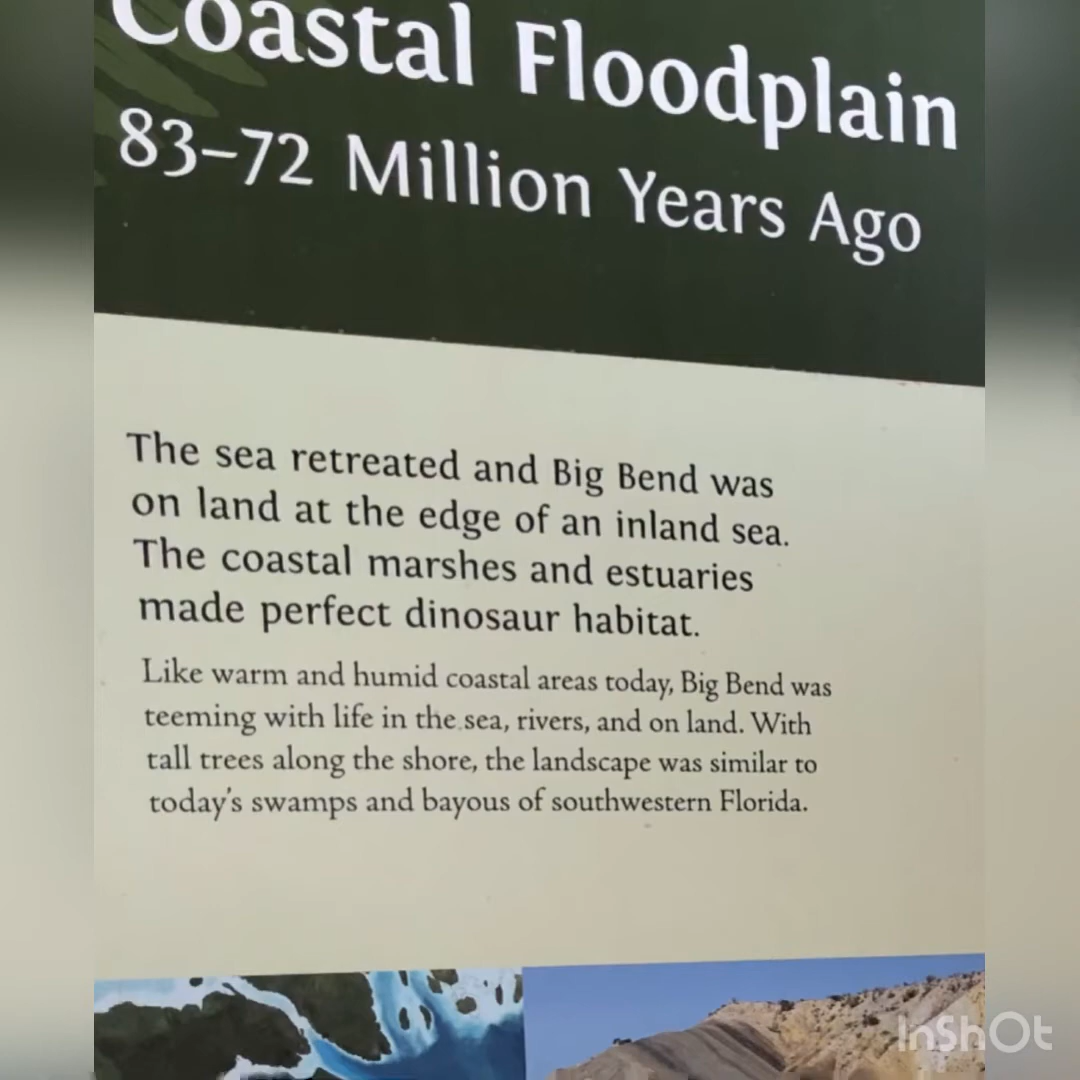 Coastal Floodplain
83–72 Million Years Ago
The sea retreated and Big Bend was
on land at the edge of an inland sea.
The coastal marshes and estuaries
made perfect dinosaur habitat.
Like warm and humid coastal areas today, Big Bend was
teeming with life in the sea, rivers, and on land. With
tall trees along the shore, the landscape was similar to
today's swamps and bayous of southwestern Florida.
InShOt